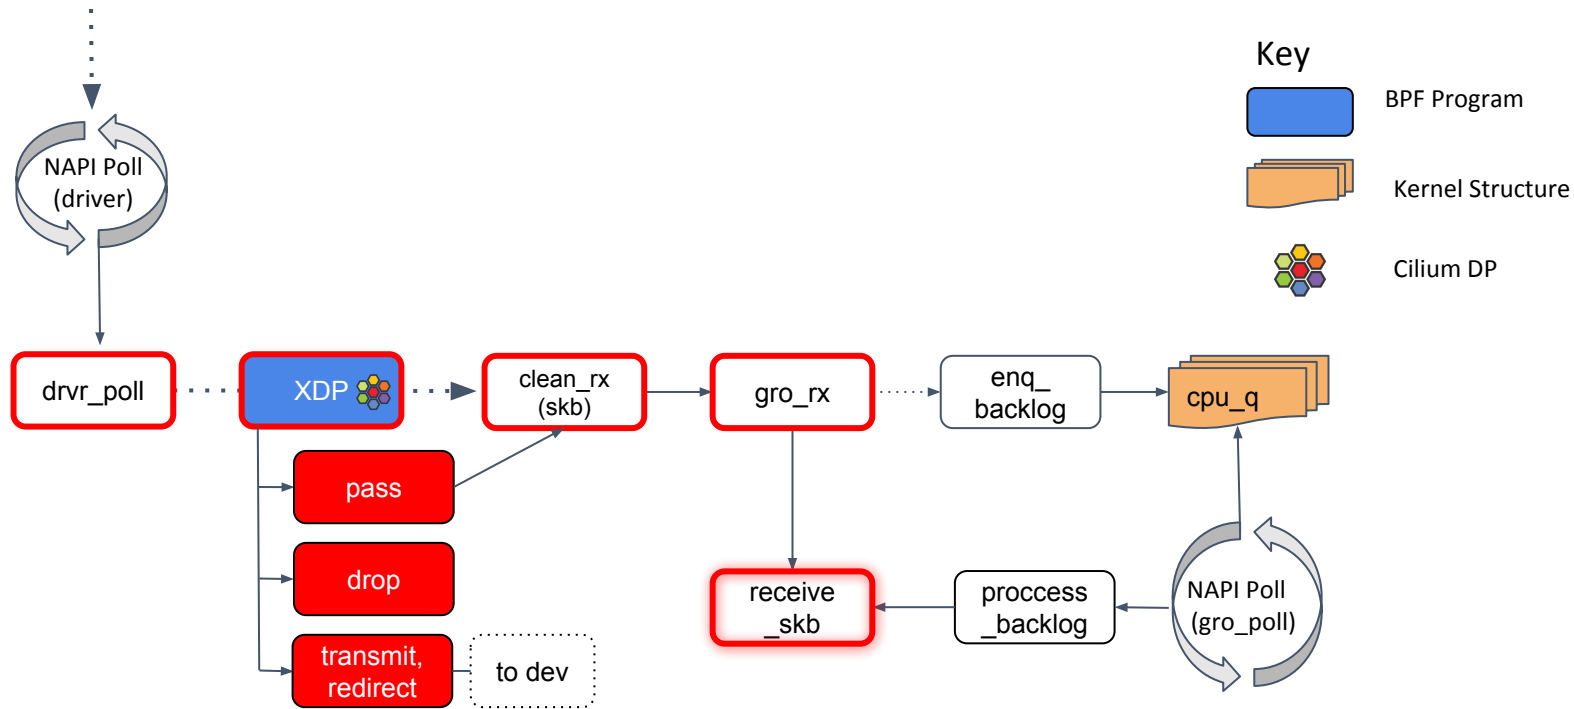 Key
BPF Program
Kernel Structure
Cilium DP
NAPI Poll
(driver)
drvr_poll
XDP
clean_rx
(skb)
gro_rx
enq_
backlog
cpu_q
pass
drop
transmit,
redirect
to dev
receive
_skb
proccess
_backlog
NAPI Poll
(gro_poll)